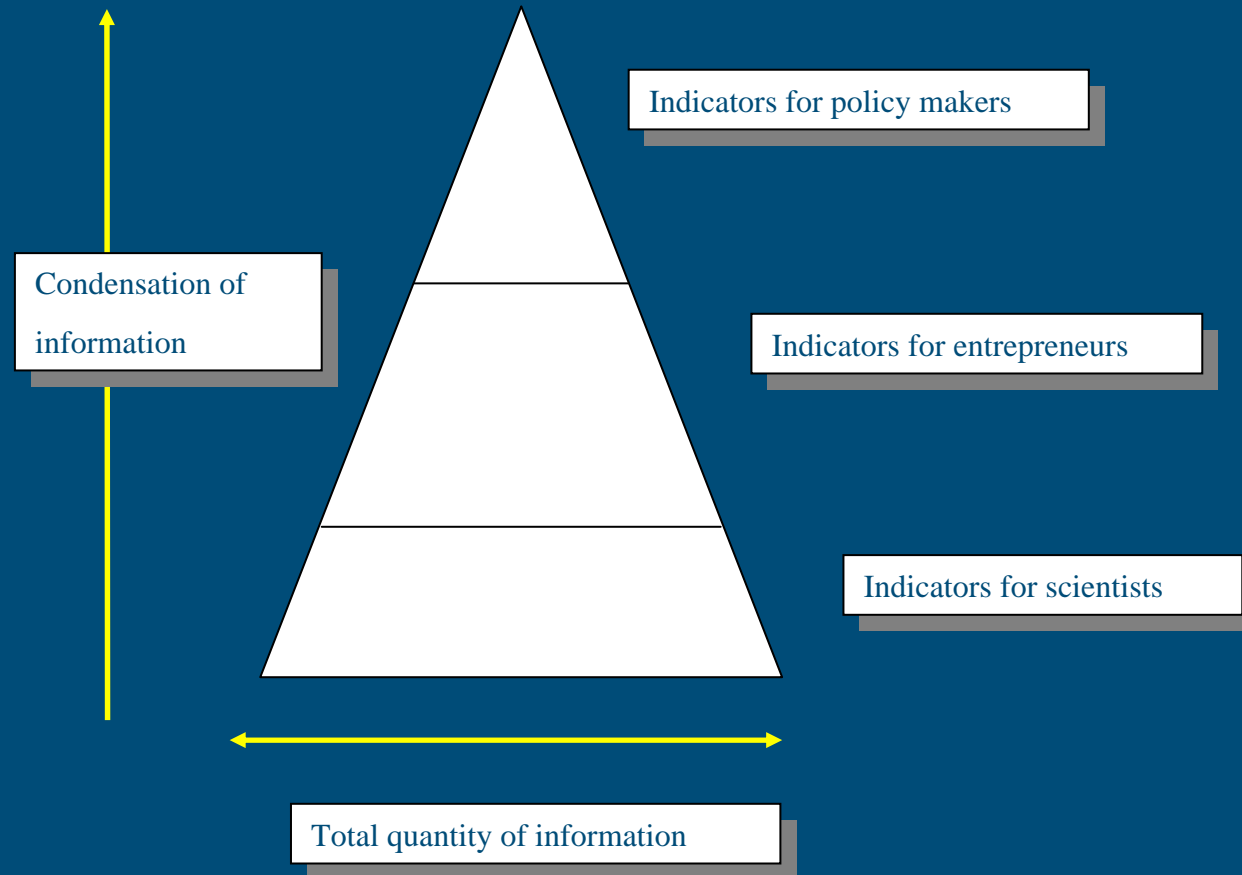 Indicators for policy makers
Condensation of
information
Indicators for entrepreneurs
Indicators for scientists
Total quantity of information